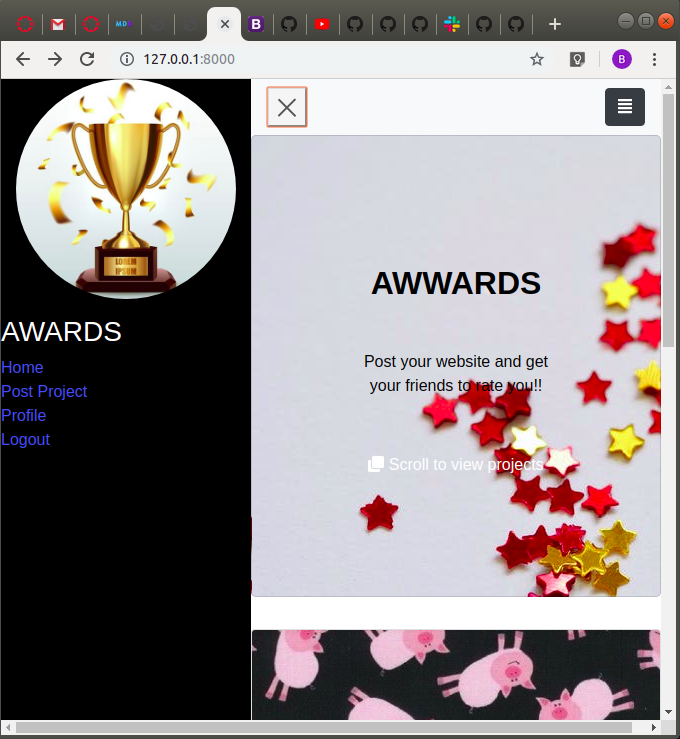 MD
B
127.0.0.1:8000
B
LOREM
IPSUM
AWARDS
Home
Post Project
Profile
Logout
AWWARDS
Post your website and get
your friends to rate you!!
Scroll to view projects